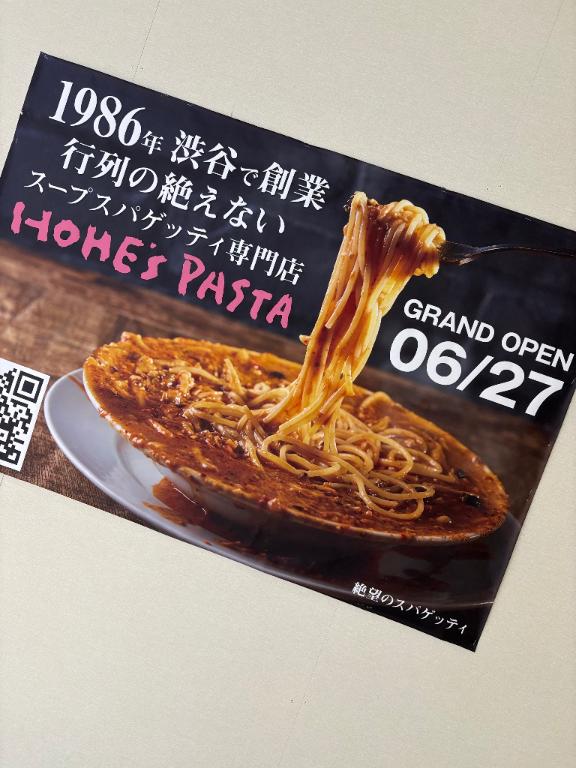 1986年 渋谷で創業
行列の絶えない
スープスパゲッティ専門店
HOHE'S PASTA
GRAND OPEN
06/27
絶望のスパゲッティ